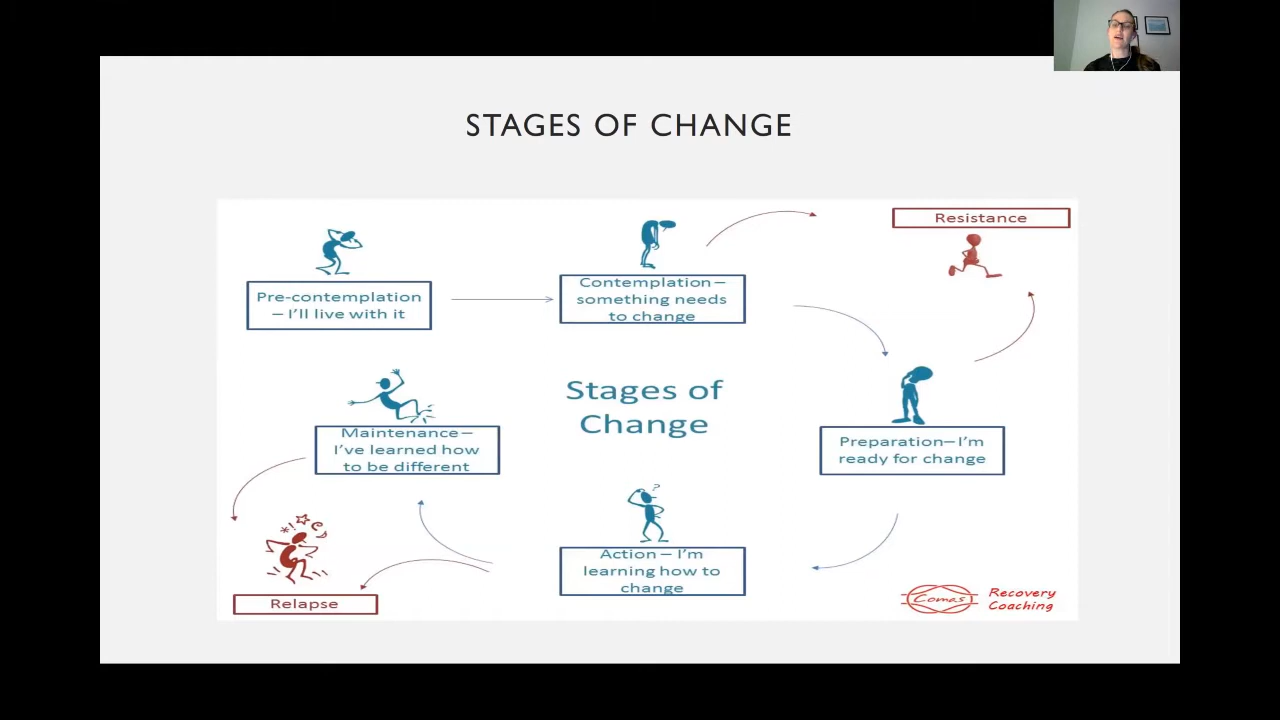 STAGES OF CHANGE
Resistance
Pre-contemplation
– I'll live with it
Contemplation –
something needs
to change
Stages of
Change
Maintenance –
I've learned how
to be different
Preparation– I'm
ready for change
?
Action – I'm
learning how to
change
Relapse
Comas
Recovery
Coaching